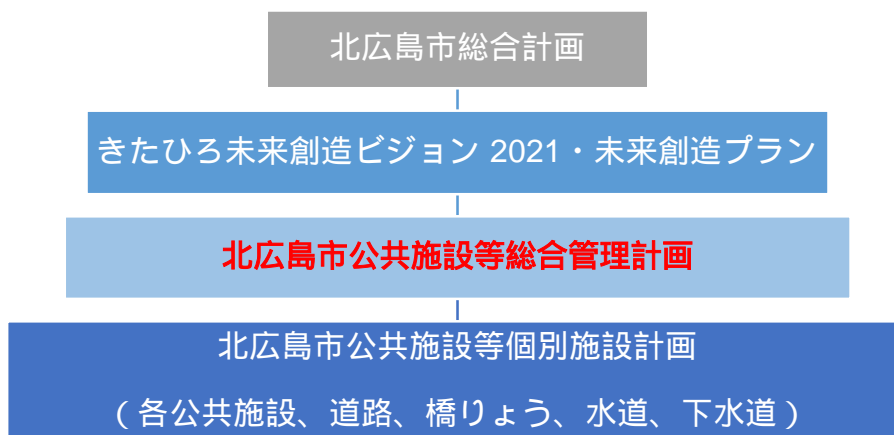 北広島市総合計画
きたひろ未来創造ビジョン 2021・未来創造プラン
北広島市公共施設等総合管理計画
北広島市公共施設等個別施設計画
（各公共施設、道路、橋りょう、水道、下水道）